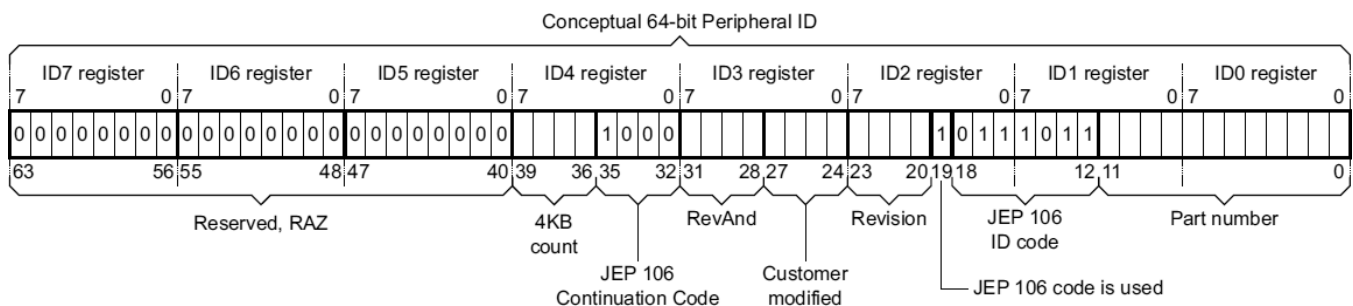 Conceptual 64-bit Peripheral ID
ID7 register ID6 register ID5 register ID4 register ID3 register ID2 register ID1 register ID0 register
7 0 7 0 7 0 7 0 7 0 7 0 7 0 7 0
0 0 0 0 0 0 0 0 0 0 0 0 0 0 0 0 0 0 0 0 0 0 0 0 1 0 0 0 1 0 1 1 1 0 1 1
63 56 55 48 47 40 39 36 35 32 31 28 27 24 23 20 19 18 12 11 0
Reserved, RAZ
4KB
count
RevAnd
Revision
JEP 106
ID code
Part number
JEP 106
Continuation Code
Customer
modified
JEP 106 code is used